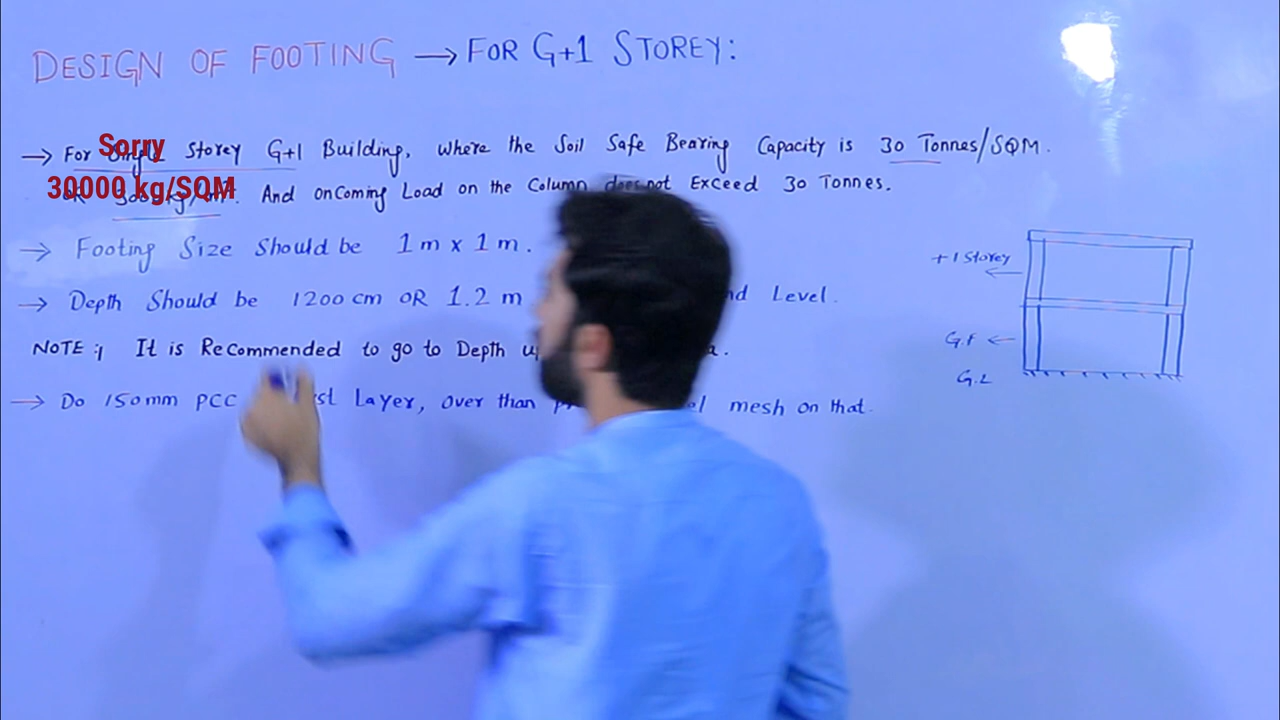 DESIGN OF FOOTING → FOR G+1 STOREY:
→ For Storey G+1 Building, where the Soil Safe Bearing Capacity is 30 Tonnes/SQM.
Sorry
30000 kg/SQM
OR And onComing Load on the Column does not Exceed 30 Tonnes.
→ Footing Size Should be 1m x 1m.
→ Depth Should be 1200 cm OR 1.2 m Level.
NOTE:, It is Recommended to go to Depth
→ Do 150mm PCC Layer, over than mesh on that.
+1 Storey
G.F ←
G.L